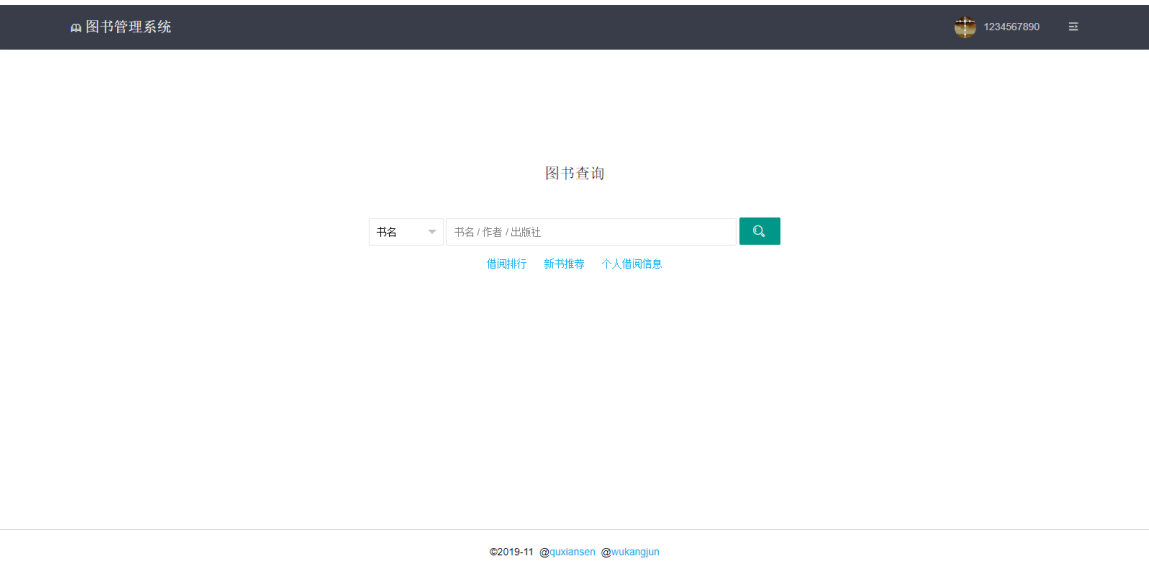 图书管理系统
1234567890
图书查询
书名
书名 / 作者 / 出版社
借阅排行 新书推荐 个人借阅信息
©2019-11 @quxiansen @wukangjun